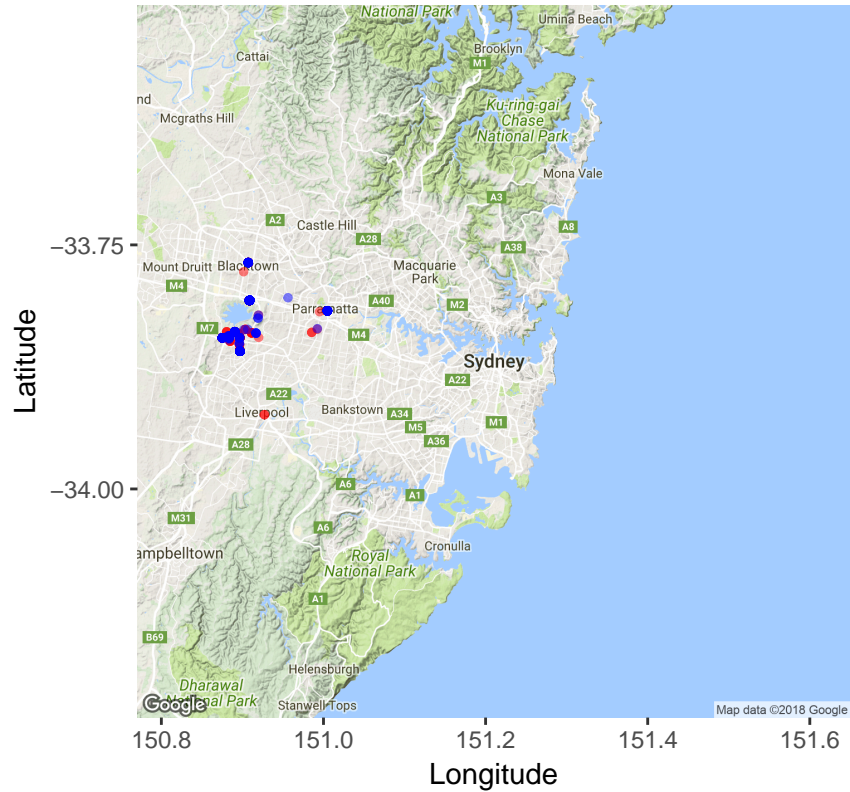 National Park
Umina Beach
Cattai
Brooklyn
M1
nd
Mcgraths Hill
Ku-ring-gai
Chase
National Park
Mona Vale
A3
A2
Castle Hill
A8
A28
A38
−33.75
Mount Druitt
Blacktown
Macquarie
Park
M4
A40
M2
Parramatta
M7
M4
Sydney
A22
A22
Liverpool
Bankstown
A34
M1
M5
A36
A28
A6
A1
−34.00
M31
A6
Cronulla
ampbelltown
Royal
National Park
A1
B69
Helensburgh
Dharawal
National Park
Stanwell Tops
Google
Map data ©2018 Google
150.8
151.0
151.2
151.4
151.6
Longitude
Latitude